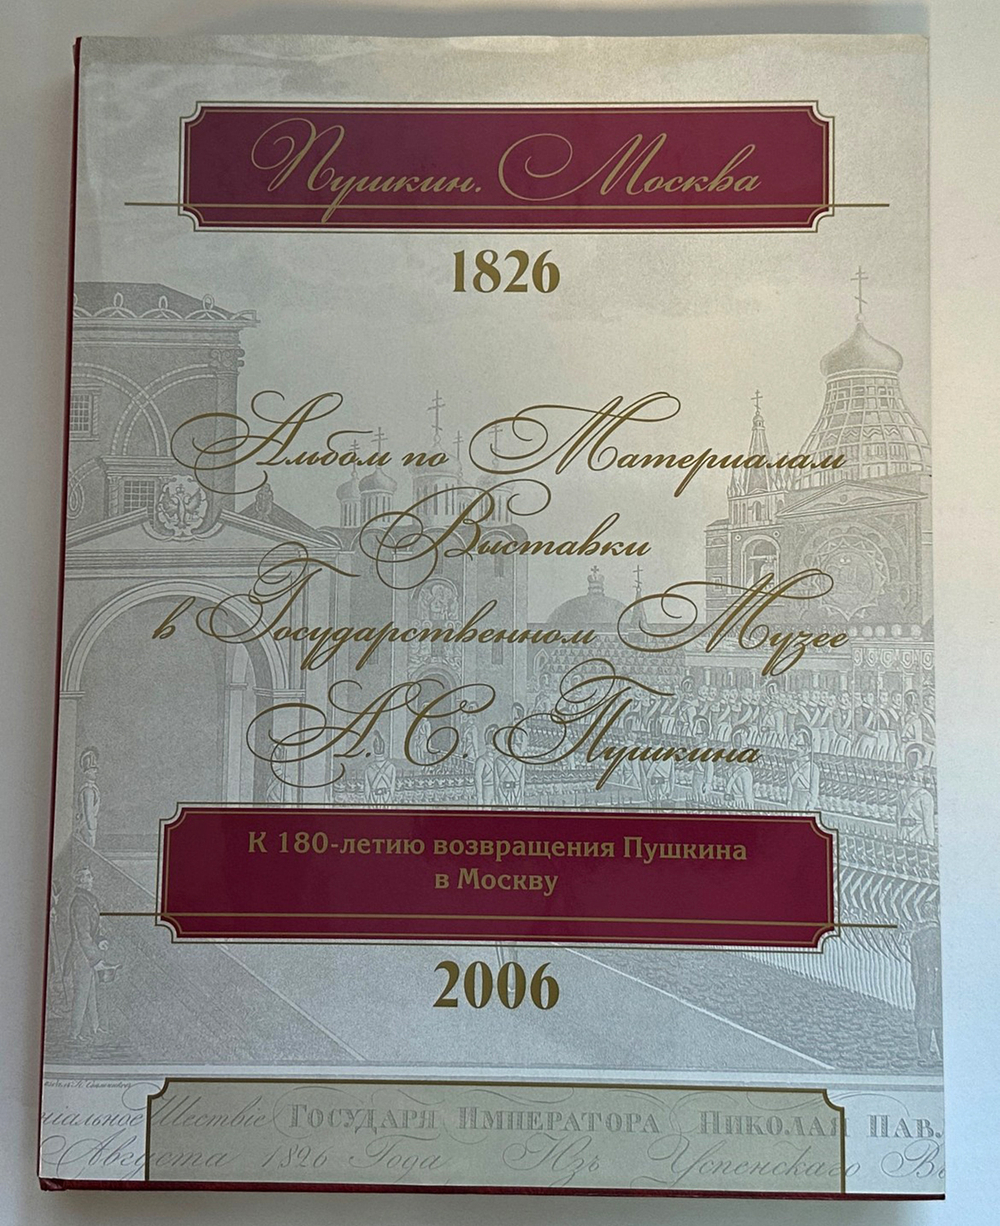 Пушкин. Москва
1826
Альбом по Материалам
Выставки
в Государственном Музее
А. С. Пушкина
К 180-летию возвращения Пушкина
в Москву
2006
Шествіе ГОСУДАРЯ ИМПЕРАТОРА НИКОЛАЯ ПАВ
Августа 1826 Года Изъ Успенскаго